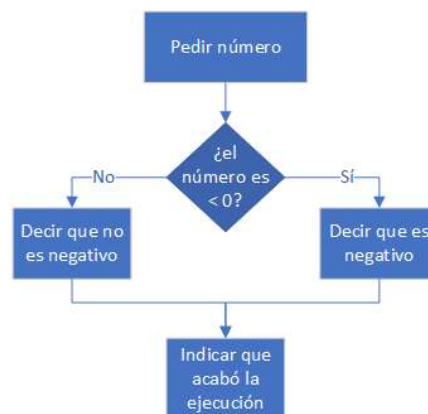 Pedir número
¿el
número es
< 0?
No
Sí
Decir que no
es negativo
Decir que es
negativo
Indicar que
acabó la
ejecución